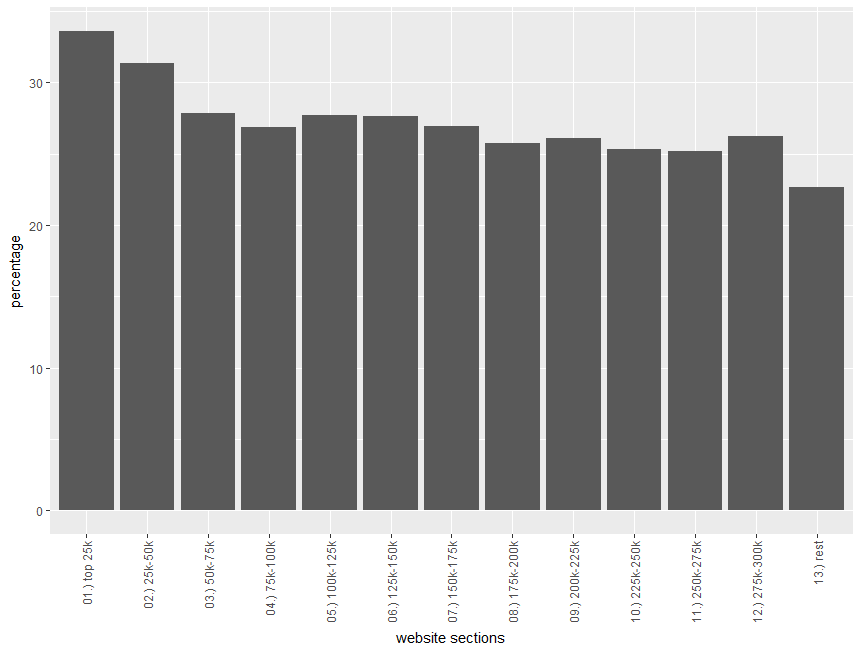 percentage
30
20
10
0
01.) top 25k
02.) 25k-50k
03.) 50k-75k
04.) 75k-100k
05.) 100k-125k
06.) 125k-150k
07.) 150k-175k
08.) 175k-200k
09.) 200k-225k
10.) 225k-250k
11.) 250k-275k
12.) 275k-300k
13.) rest
website sections